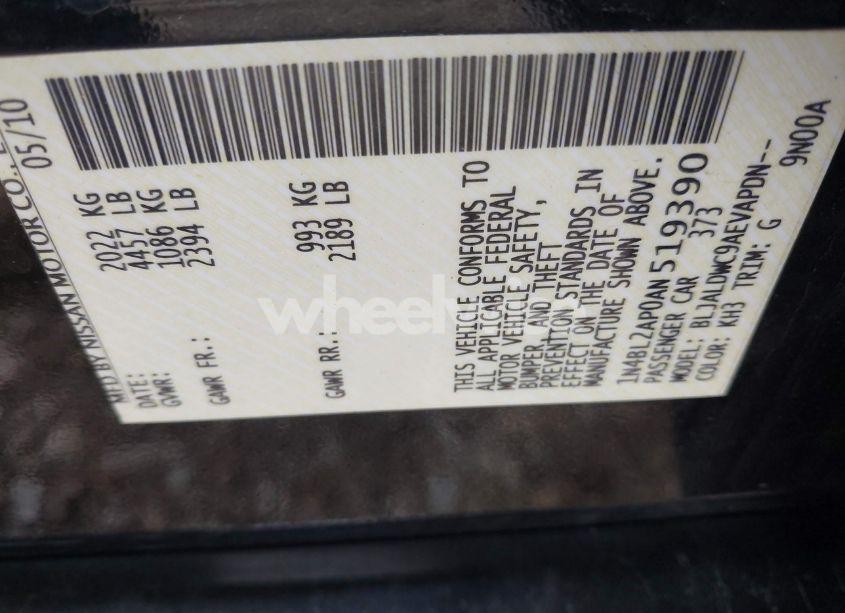 MFD BY NISSAN MOTOR CO.,
DATE: 05/10
GVWR: 2022 KG
4457 LB
GAWR FR.: 1086 KG
2394 LB
GAWR RR.: 993 KG
2189 LB
THIS VEHICLE CONFORMS TO
ALL APPLICABLE FEDERAL
MOTOR VEHICLE SAFETY,
BUMPER, AND THEFT
PREVENTION STANDARDS IN
EFFECT ON THE DATE OF
MANUFACTURE SHOWN ABOVE.
1N4BL2AP0AN519390
PASSENGER CAR 373
MODEL: BLJALDWC9AEVAPDN--
COLOR: KH3 TRIM: G
9N00A